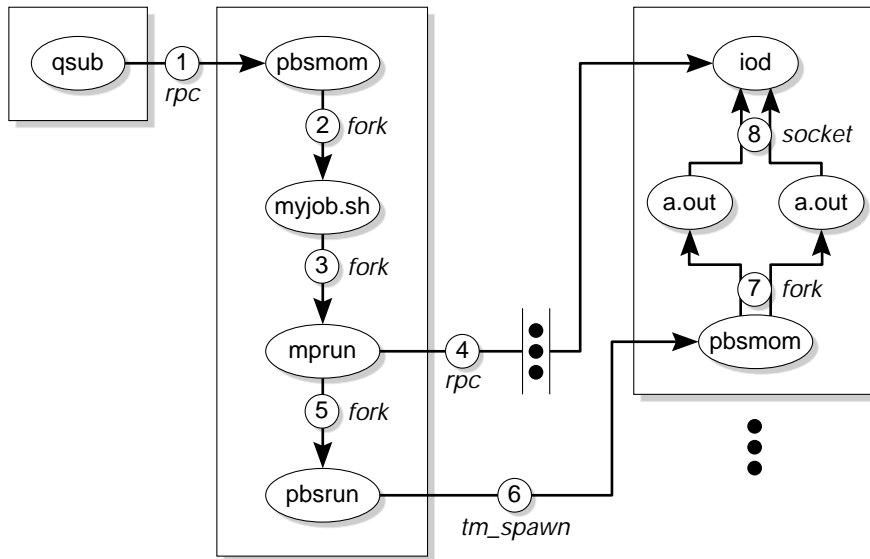 qsub
1
rpc
pbsmom
2 fork
myjob.sh
3 fork
mprun
4
rpc
5 fork
pbsrun
6
tm_spawn
iod
8 socket
a.out a.out
7 fork
pbsmom